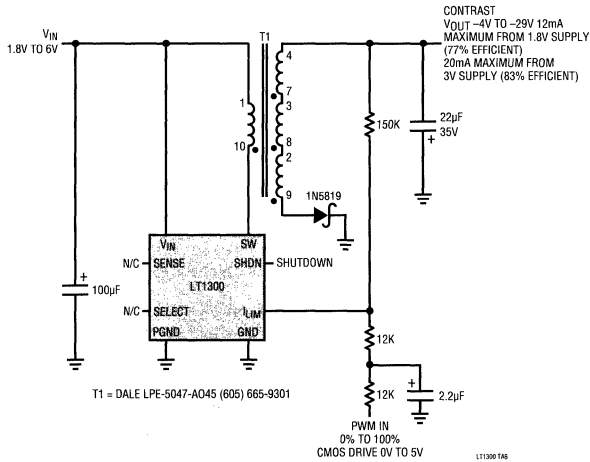 CONTRAST
VIN
1.8V TO 6V
T1
VOUT –4V TO –29V 12mA
MAXIMUM FROM 1.8V SUPPLY
(77% EFFICIENT)
20mA MAXIMUM FROM
3V SUPPLY (83% EFFICIENT)
4
7
1
3
10
8
2
9
150K
22µF
35V
+
1N5819
VIN
SW
N/C
SENSE
SHDN
SHUTDOWN
LT1300
+
100µF
N/C
SELECT
ILIM
PGND
GND
12K
12K
+
2.2µF
T1 = DALE LPE-5047-AO45 (605) 665-9301
PWM IN
0% TO 100%
CMOS DRIVE 0V TO 5V
LT1300 TA6